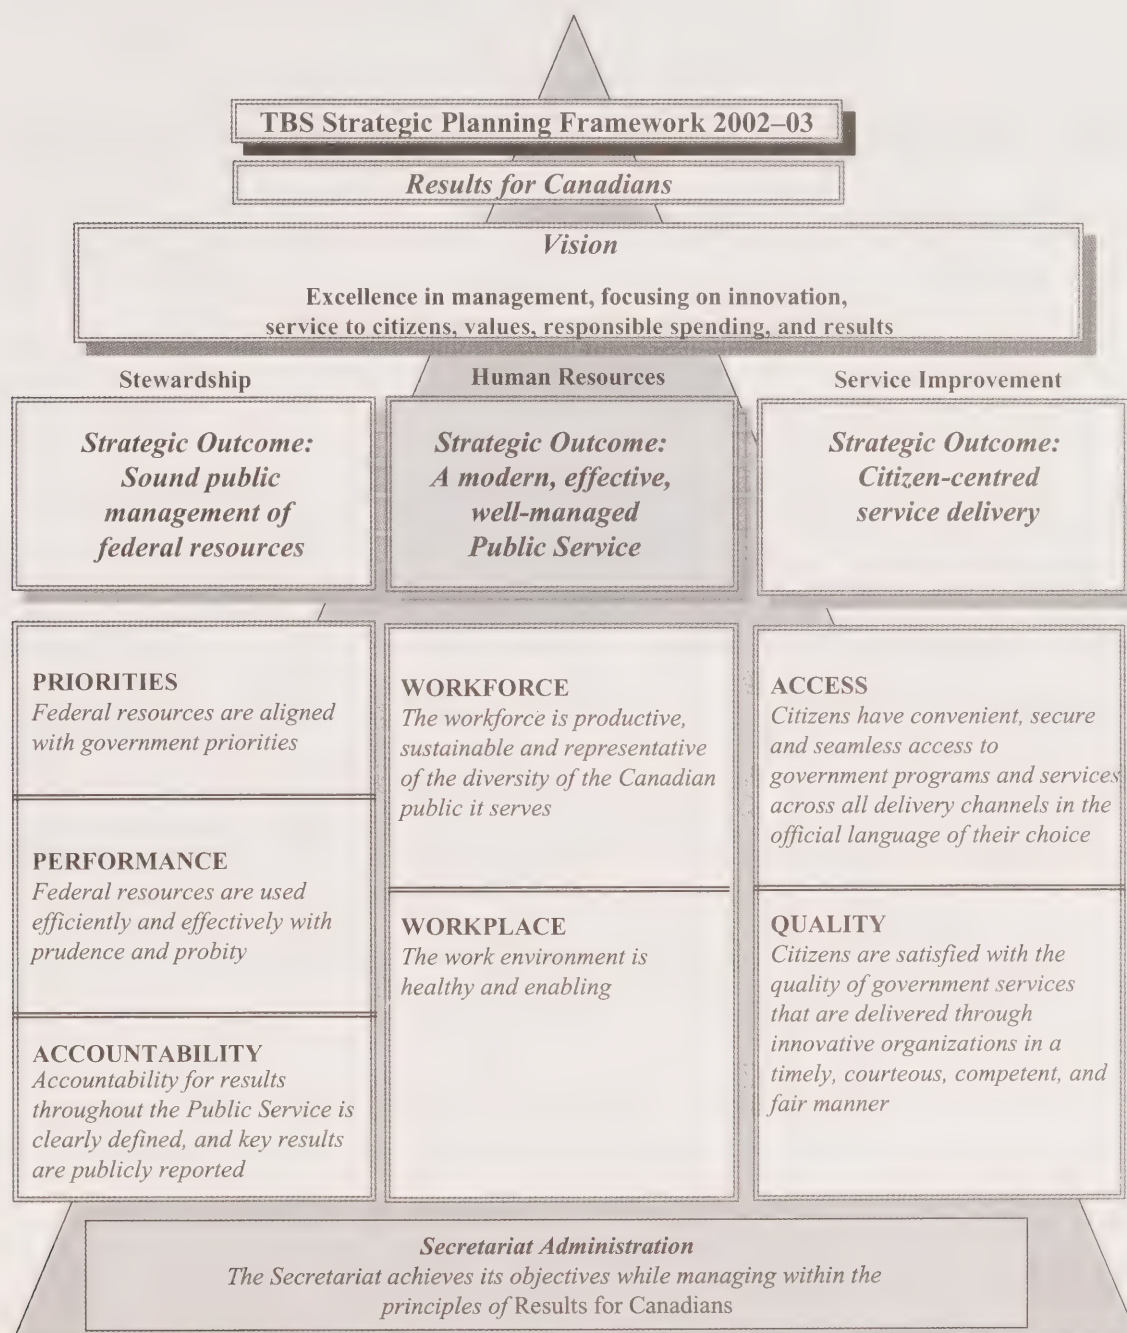 TBS Strategic Planning Framework 2002–03
Results for Canadians
Vision
Excellence in management, focusing on innovation,
service to citizens, values, responsible spending, and results
Stewardship
Strategic Outcome:
Sound public
management of
federal resources
PRIORITIES
Federal resources are aligned
with government priorities
PERFORMANCE
Federal resources are used
efficiently and effectively with
prudence and probity
ACCOUNTABILITY
Accountability for results
throughout the Public Service is
clearly defined, and key results
are publicly reported
Human Resources
Strategic Outcome:
A modern, effective,
well-managed
Public Service
WORKFORCE
The workforce is productive,
sustainable and representative
of the diversity of the Canadian
public it serves
WORKPLACE
The work environment is
healthy and enabling
Service Improvement
Strategic Outcome:
Citizen-centred
service delivery
ACCESS
Citizens have convenient, secure
and seamless access to
government programs and services
across all delivery channels in the
official language of their choice
QUALITY
Citizens are satisfied with the
quality of government services
that are delivered through
innovative organizations in a
timely, courteous, competent, and
fair manner
Secretariat Administration
The Secretariat achieves its objectives while managing within the
principles of Results for Canadians